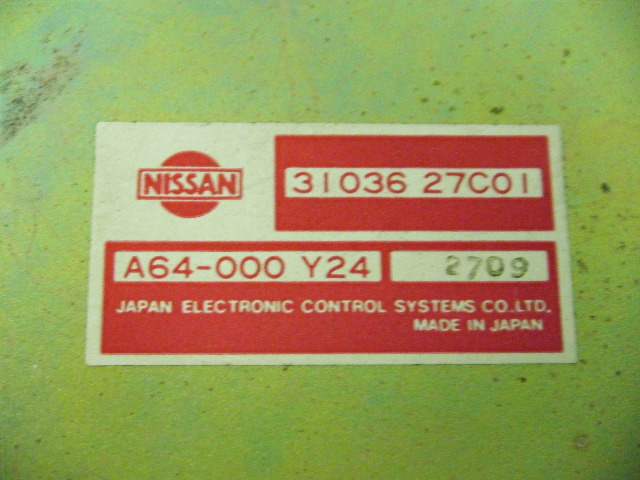 NISSAN
31036 27C01
A64-000 Y24 2709
JAPAN ELECTRONIC CONTROL SYSTEMS CO.,LTD.
MADE IN JAPAN